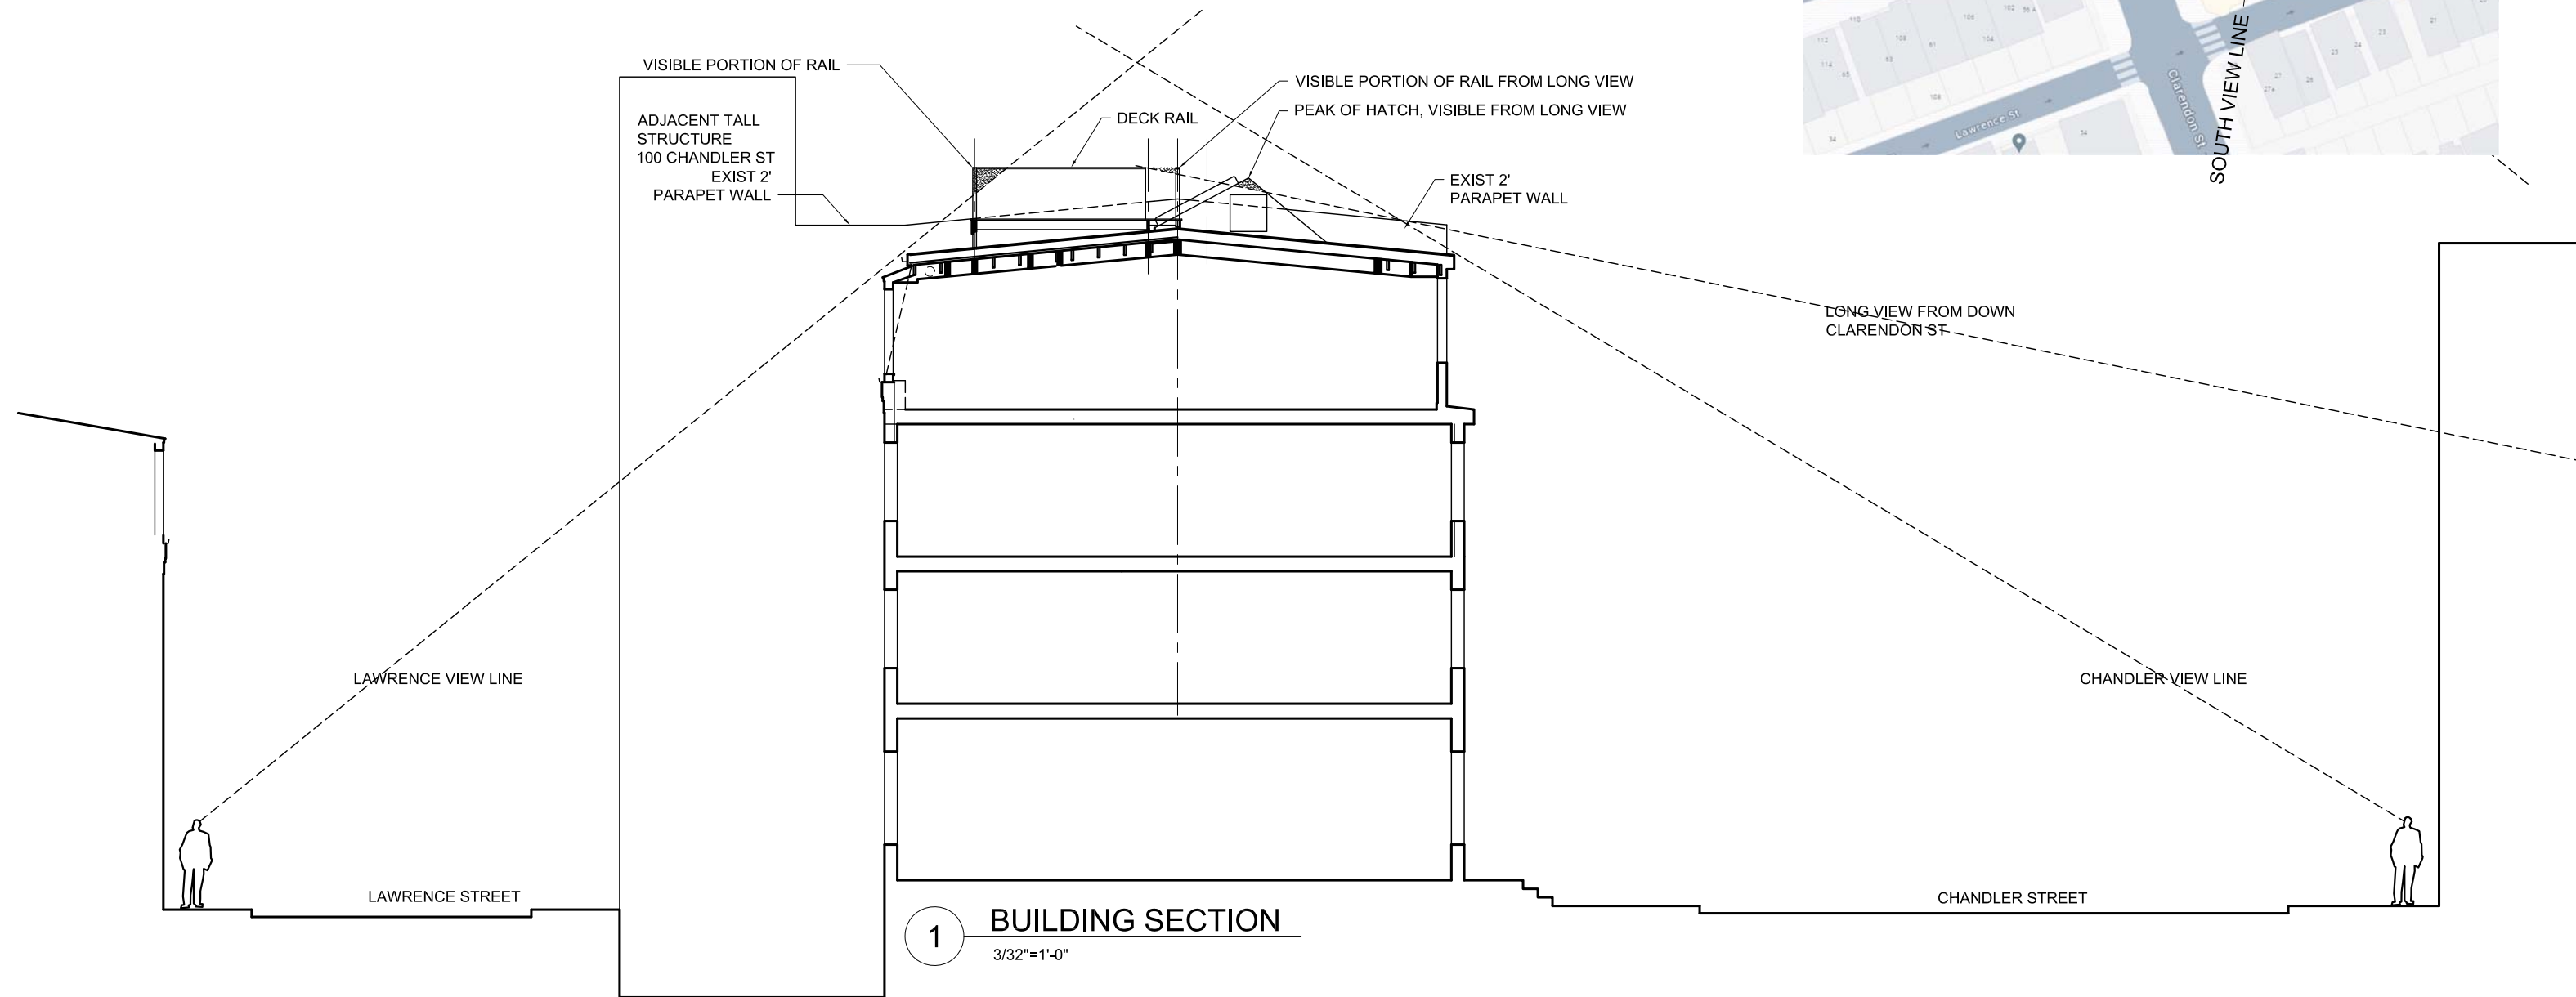 VISIBLE PORTION OF RAIL
ADJACENT TALL
STRUCTURE
100 CHANDLER ST
EXIST 2'
PARAPET WALL
DECK RAIL
VISIBLE PORTION OF RAIL FROM LONG VIEW
PEAK OF HATCH, VISIBLE FROM LONG VIEW
EXIST 2'
PARAPET WALL
SOUTH VIEW LINE
Lawrence St
Clarendon St
LONG VIEW FROM DOWN
CLARENDON ST
LAWRENCE VIEW LINE
CHANDLER VIEW LINE
LAWRENCE STREET
CHANDLER STREET
1
BUILDING SECTION
3/32"=1'-0"